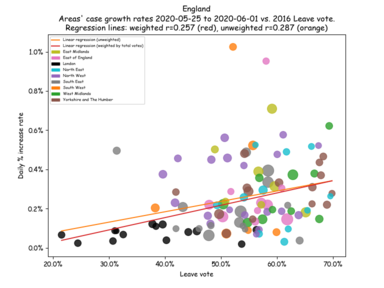 England
Areas' case growth rates 2020-05-25 to 2020-06-01 vs. 2016 Leave vote.
Regression lines: weighted r=0.257 (red), unweighted r=0.287 (orange)
Linear regression (unweighted)
Linear regression (weighted by total votes)
East Midlands
East of England
London
North East
North West
South East
South West
West Midlands
Yorkshire and The Humber
Daily % increase rate
1.0%
0.8%
0.6%
0.4%
0.2%
0.0%
20.0%
30.0%
40.0%
50.0%
60.0%
70.0%
Leave vote